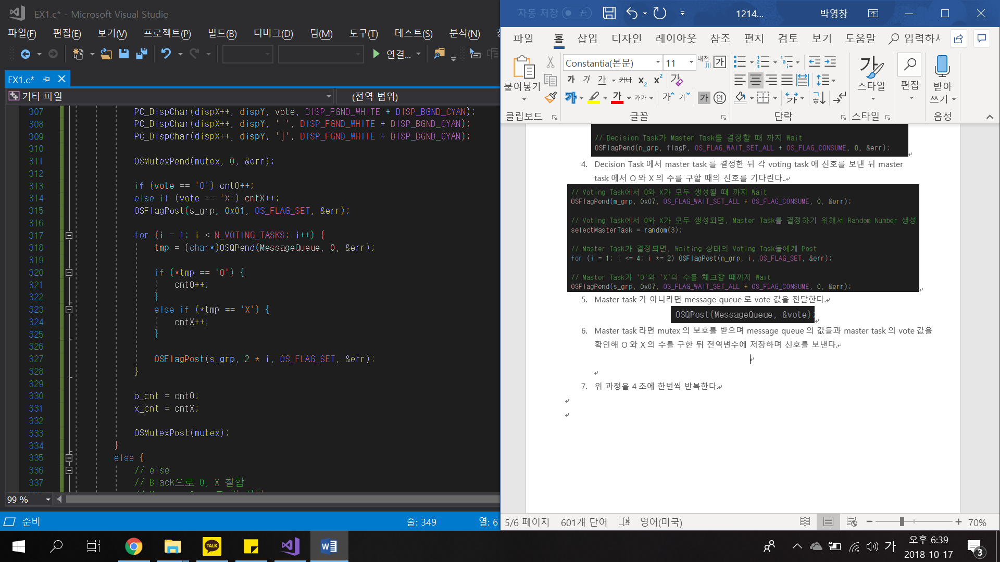 EX1.c* - Microsoft Visual Studio
파일(F) 편집(E) 보기(V) 프로젝트(P) 빌드(B) 디버그(D) 팀(M) 도구(T) 테스트(S) 분석(N)
연결...
EX1.c*
기타 파일 (전역 범위)
307 PC_DispChar(dispX++, dispY, vote, DISP_FGND_WHITE + DISP_BGND_CYAN);
308 PC_DispChar(dispX++, dispY, ' ', DISP_FGND_WHITE + DISP_BGND_CYAN);
309 PC_DispChar(dispX++, dispY, ']', DISP_FGND_WHITE + DISP_BGND_CYAN);
310
311 OSMutexPend(mutex, 0, &err);
312
313 if (vote == 'O') cntO++;
314 else if (vote == 'X') cntX++;
315 OSFlagPost(s_grp, 0x01, OS_FLAG_SET, &err);
316
317 for (i = 1; i < N_VOTING_TASKS; i++) {
318 tmp = (char*)OSQPend(MessageQueue, 0, &err);
319
320 if (*tmp == 'O') {
321 cntO++;
322 }
323 else if (*tmp == 'X') {
324 cntX++;
325 }
326
327 OSFlagPost(s_grp, 2 * i, OS_FLAG_SET, &err);
328 }
329
330 o_cnt = cntO;
331 x_cnt = cntX;
332
333 OSMutexPost(mutex);
334 }
335 else {
336 // else
337 // Black으로 O, X 칠함
99 %
준비 줄: 349 열: 6
자동 저장 끔 1214... 박영창
파일 홈 삽입 디자인 레이아웃 참조 편지 검토 보기 도움말 입력하시
붙여넣기 Constantia(본문) 11 내천 川 가
가 가 가 가나 x₂ x² 가
가 가 가 가가 가 가 가 인
스타일 편집 받아쓰기
클립보드 글꼴 단락 스타일 음성
// Decision Task가 Master Task를 결정할 때 까지 Wait
OSFlagPend(n_grp, flagP, OS_FLAG_WAIT_SET_ALL + OS_FLAG_CONSUME, 0, &err);
4. Decision Task 에서 master task 를 결정한 뒤 각 voting task 에 신호를 보낸 뒤 master
task 에서 O 와 X 의 수를 구할 때의 신호를 기다린다..
// Voting Task에서 O와 X가 모두 생성될 때 까지 Wait
OSFlagPend(m_grp, 0x07, OS_FLAG_WAIT_SET_ALL + OS_FLAG_CONSUME, 0, &err);
// Voting Task에서 O와 X가 모두 생성되면, Master Task를 결정하기 위해서 Random Number 생성
selectMasterTask = random(3);
// Master Task가 결정되면, Waiting 상태의 Voting Task들에게 Post
for (i = 1; i <= 4; i *= 2) OSFlagPost(n_grp, i, OS_FLAG_SET, &err);
// Master Task가 'O'와 'X'의 수를 체크할 때까지 Wait
OSFlagPend(s_grp, 0x07, OS_FLAG_WAIT_SET_ALL + OS_FLAG_CONSUME, 0, &err);
5. Master task 가 아니라면 message queue 로 vote 값을 전달한다.
OSQPost(MessageQueue, &vote);
6. Master task 라면 mutex 의 보호를 받으며 message queue 의 값들과 master task 의 vote 값을
확인해 O 와 X 의 수를 구한 뒤 전역변수에 저장하며 신호를 보낸다.
7. 위 과정을 4 초에 한번씩 반복한다.
5/6 페이지 601개 단어 영어(미국) 70%
TALK
가
오후 6:39
2018-10-17
3